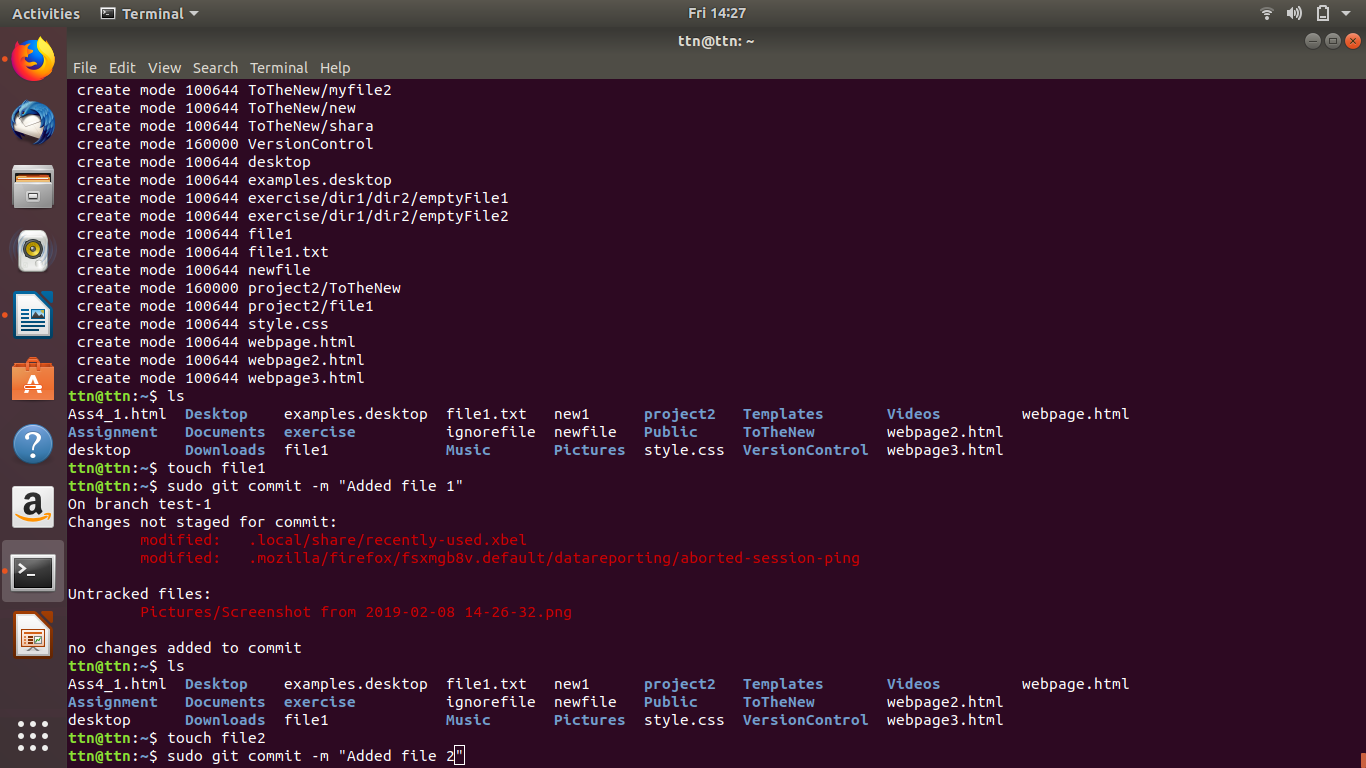 Activities Terminal Fri 14:27
ttn@ttn: ~
File Edit View Search Terminal Help
 create mode 100644 ToTheNew/myfile2
 create mode 100644 ToTheNew/new
 create mode 100644 ToTheNew/shara
 create mode 160000 VersionControl
 create mode 100644 desktop
 create mode 100644 examples.desktop
 create mode 100644 exercise/dir1/dir2/emptyFile1
 create mode 100644 exercise/dir1/dir2/emptyFile2
 create mode 100644 file1
 create mode 100644 file1.txt
 create mode 100644 newfile
 create mode 160000 project2/ToTheNew
 create mode 100644 project2/file1
 create mode 100644 style.css
 create mode 100644 webpage.html
 create mode 100644 webpage2.html
 create mode 100644 webpage3.html
ttn@ttn:~$ ls
Ass4_1.html  Desktop    examples.desktop  file1.txt   new1      project2   Templates       Videos         webpage.html
Assignment   Documents  exercise          ignorefile  newfile   Public     ToTheNew        webpage2.html
desktop      Downloads  file1             Music       Pictures  style.css  VersionControl  webpage3.html
ttn@ttn:~$ touch file1
ttn@ttn:~$ sudo git commit -m "Added file 1"
On branch test-1
Changes not staged for commit:
        modified:   .local/share/recently-used.xbel
        modified:   .mozilla/firefox/fsxmgb8v.default/datareporting/aborted-session-ping
Untracked files:
        Pictures/Screenshot from 2019-02-08 14-26-32.png
no changes added to commit
ttn@ttn:~$ ls
Ass4_1.html  Desktop    examples.desktop  file1.txt   new1      project2   Templates       Videos         webpage.html
Assignment   Documents  exercise          ignorefile  newfile   Public     ToTheNew        webpage2.html
desktop      Downloads  file1             Music       Pictures  style.css  VersionControl  webpage3.html
ttn@ttn:~$ touch file2
ttn@ttn:~$ sudo git commit -m "Added file 2"